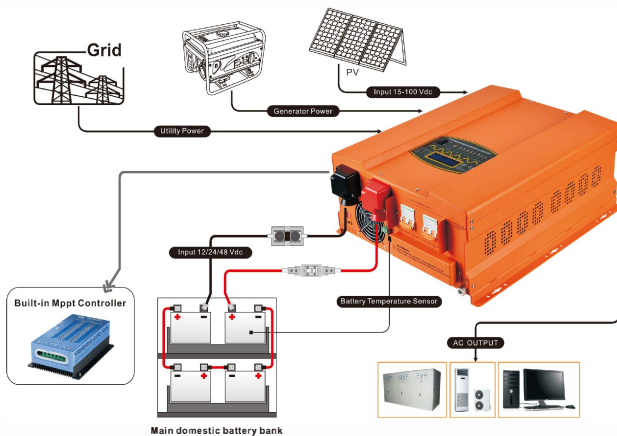 Grid
PV
Input 15-100 Vdc
Generator Power
Utility Power
Input 12/24/48 Vdc
Built-in Mppt Controller
Battery Temperature Sensor
+
-
-
+
-
+
-
+
AC OUTPUT
Main domestic battery bank